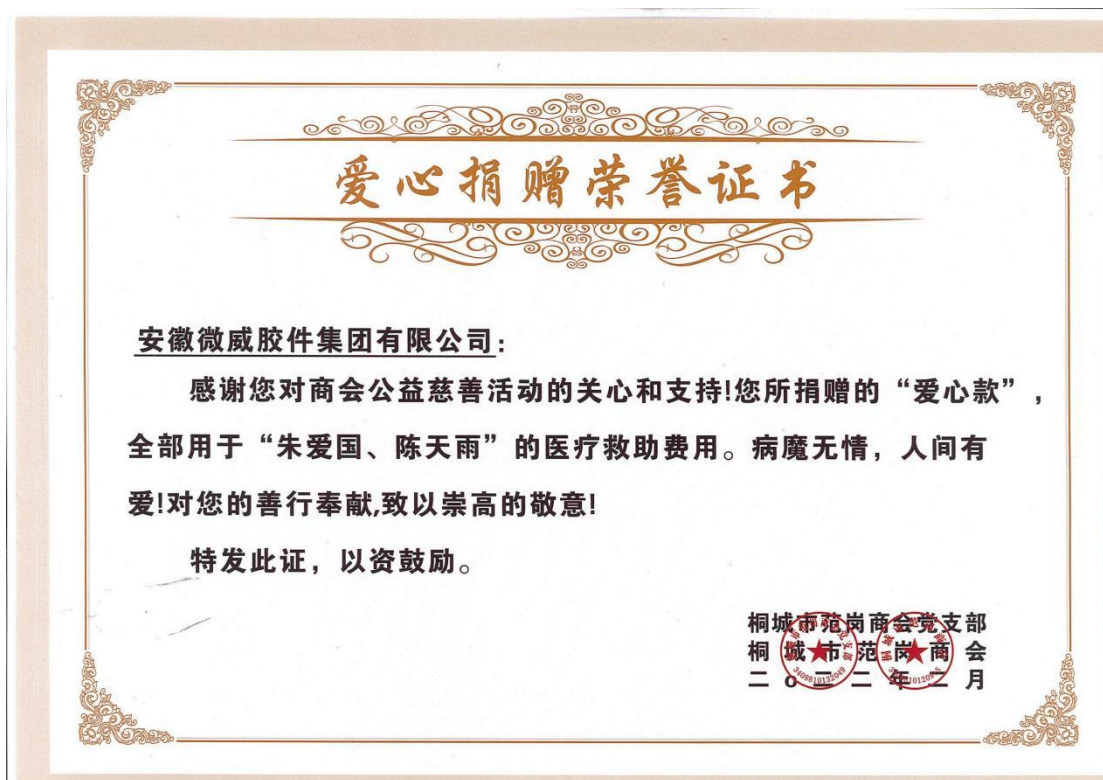 爱心捐赠荣誉证书
安徽微威胶件集团有限公司:
感谢您对商会公益慈善活动的关心和支持!您所捐赠的“爱心款”,
全部用于“朱爱国、陈天雨”的医疗救助费用。病魔无情,人间有
爱!对您的善行奉献,致以崇高的敬意!
特发此证,以资鼓励。
桐城市范岗商会党支部
桐城市范岗商会
二o二二年二月